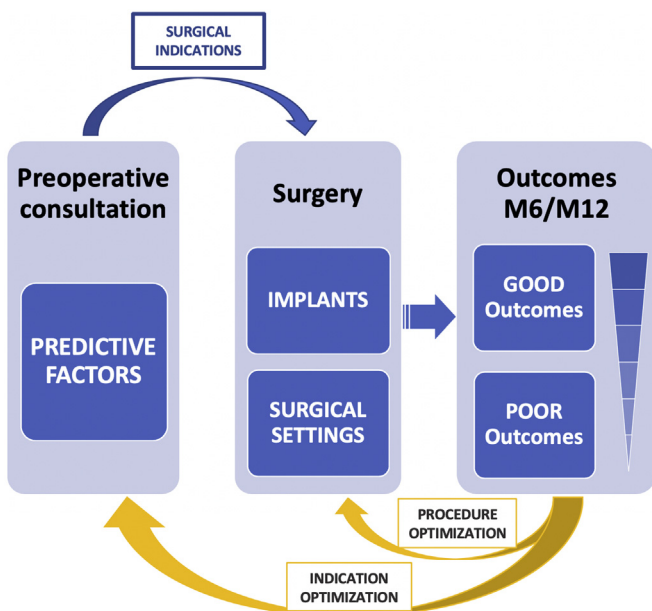 SURGICAL
INDICATIONS
Preoperative
consultation
PREDICTIVE
FACTORS
Surgery
IMPLANTS
SURGICAL
SETTINGS
Outcomes
M6/M12
GOOD
Outcomes
POOR
Outcomes
PROCEDURE
OPTIMIZATION
INDICATION
OPTIMIZATION